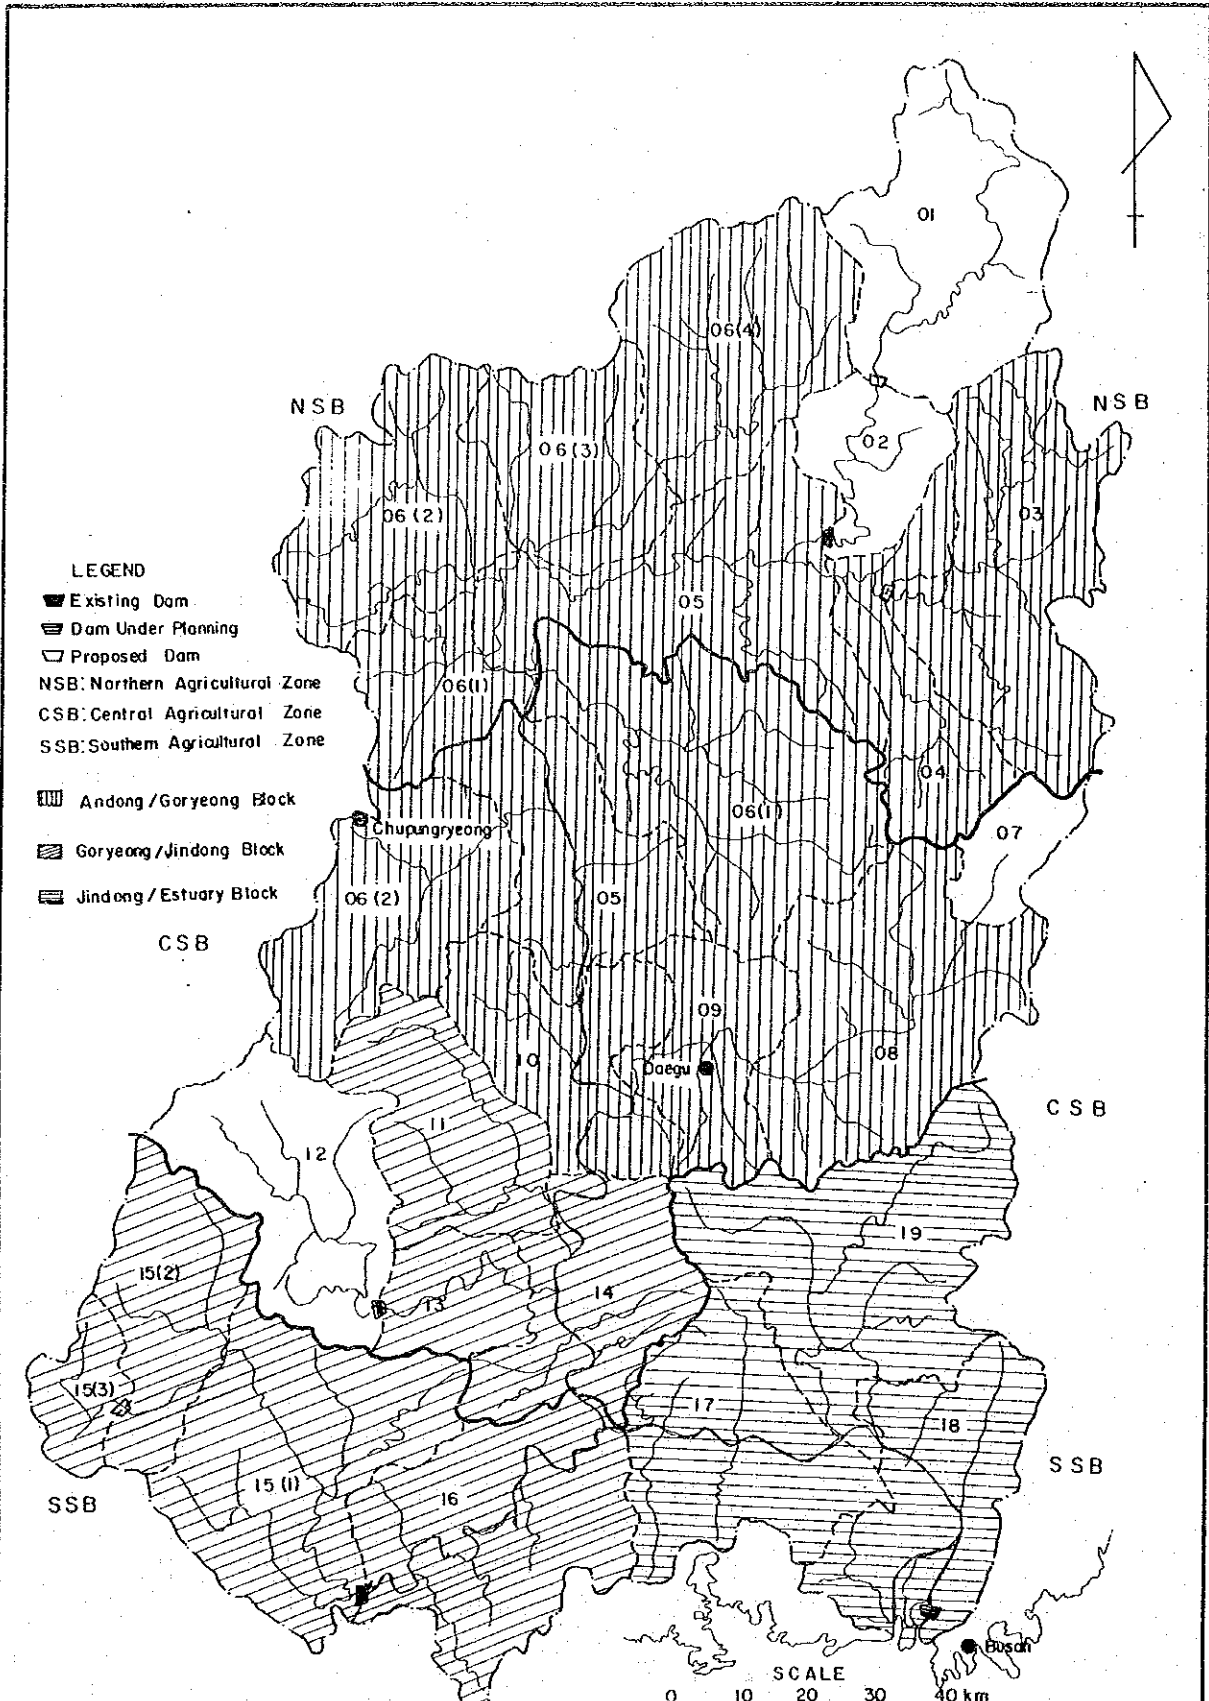 01
06(4)
NSB
NSB
02
06(3)
06(2)
03
LEGEND
Existing Dam
05
Dam Under Planning
Proposed Dam
NSB: Northern Agricultural Zone
06(1)
CSB: Central Agricultural Zone
SSB: Southern Agricultural Zone
04
Andong/Goryeong Block
06(1)
Chupungryeong
07
Goryeong/Jindong Block
Jindong/Estuary Block
06(2)
05
CSB
09
10
08
Daegu
CSB
11
12
19
15(2)
14
13
15(3)
17
18
SSB
15(1)
16
SSB
Busan
SCALE
0 10 20 30 40 km